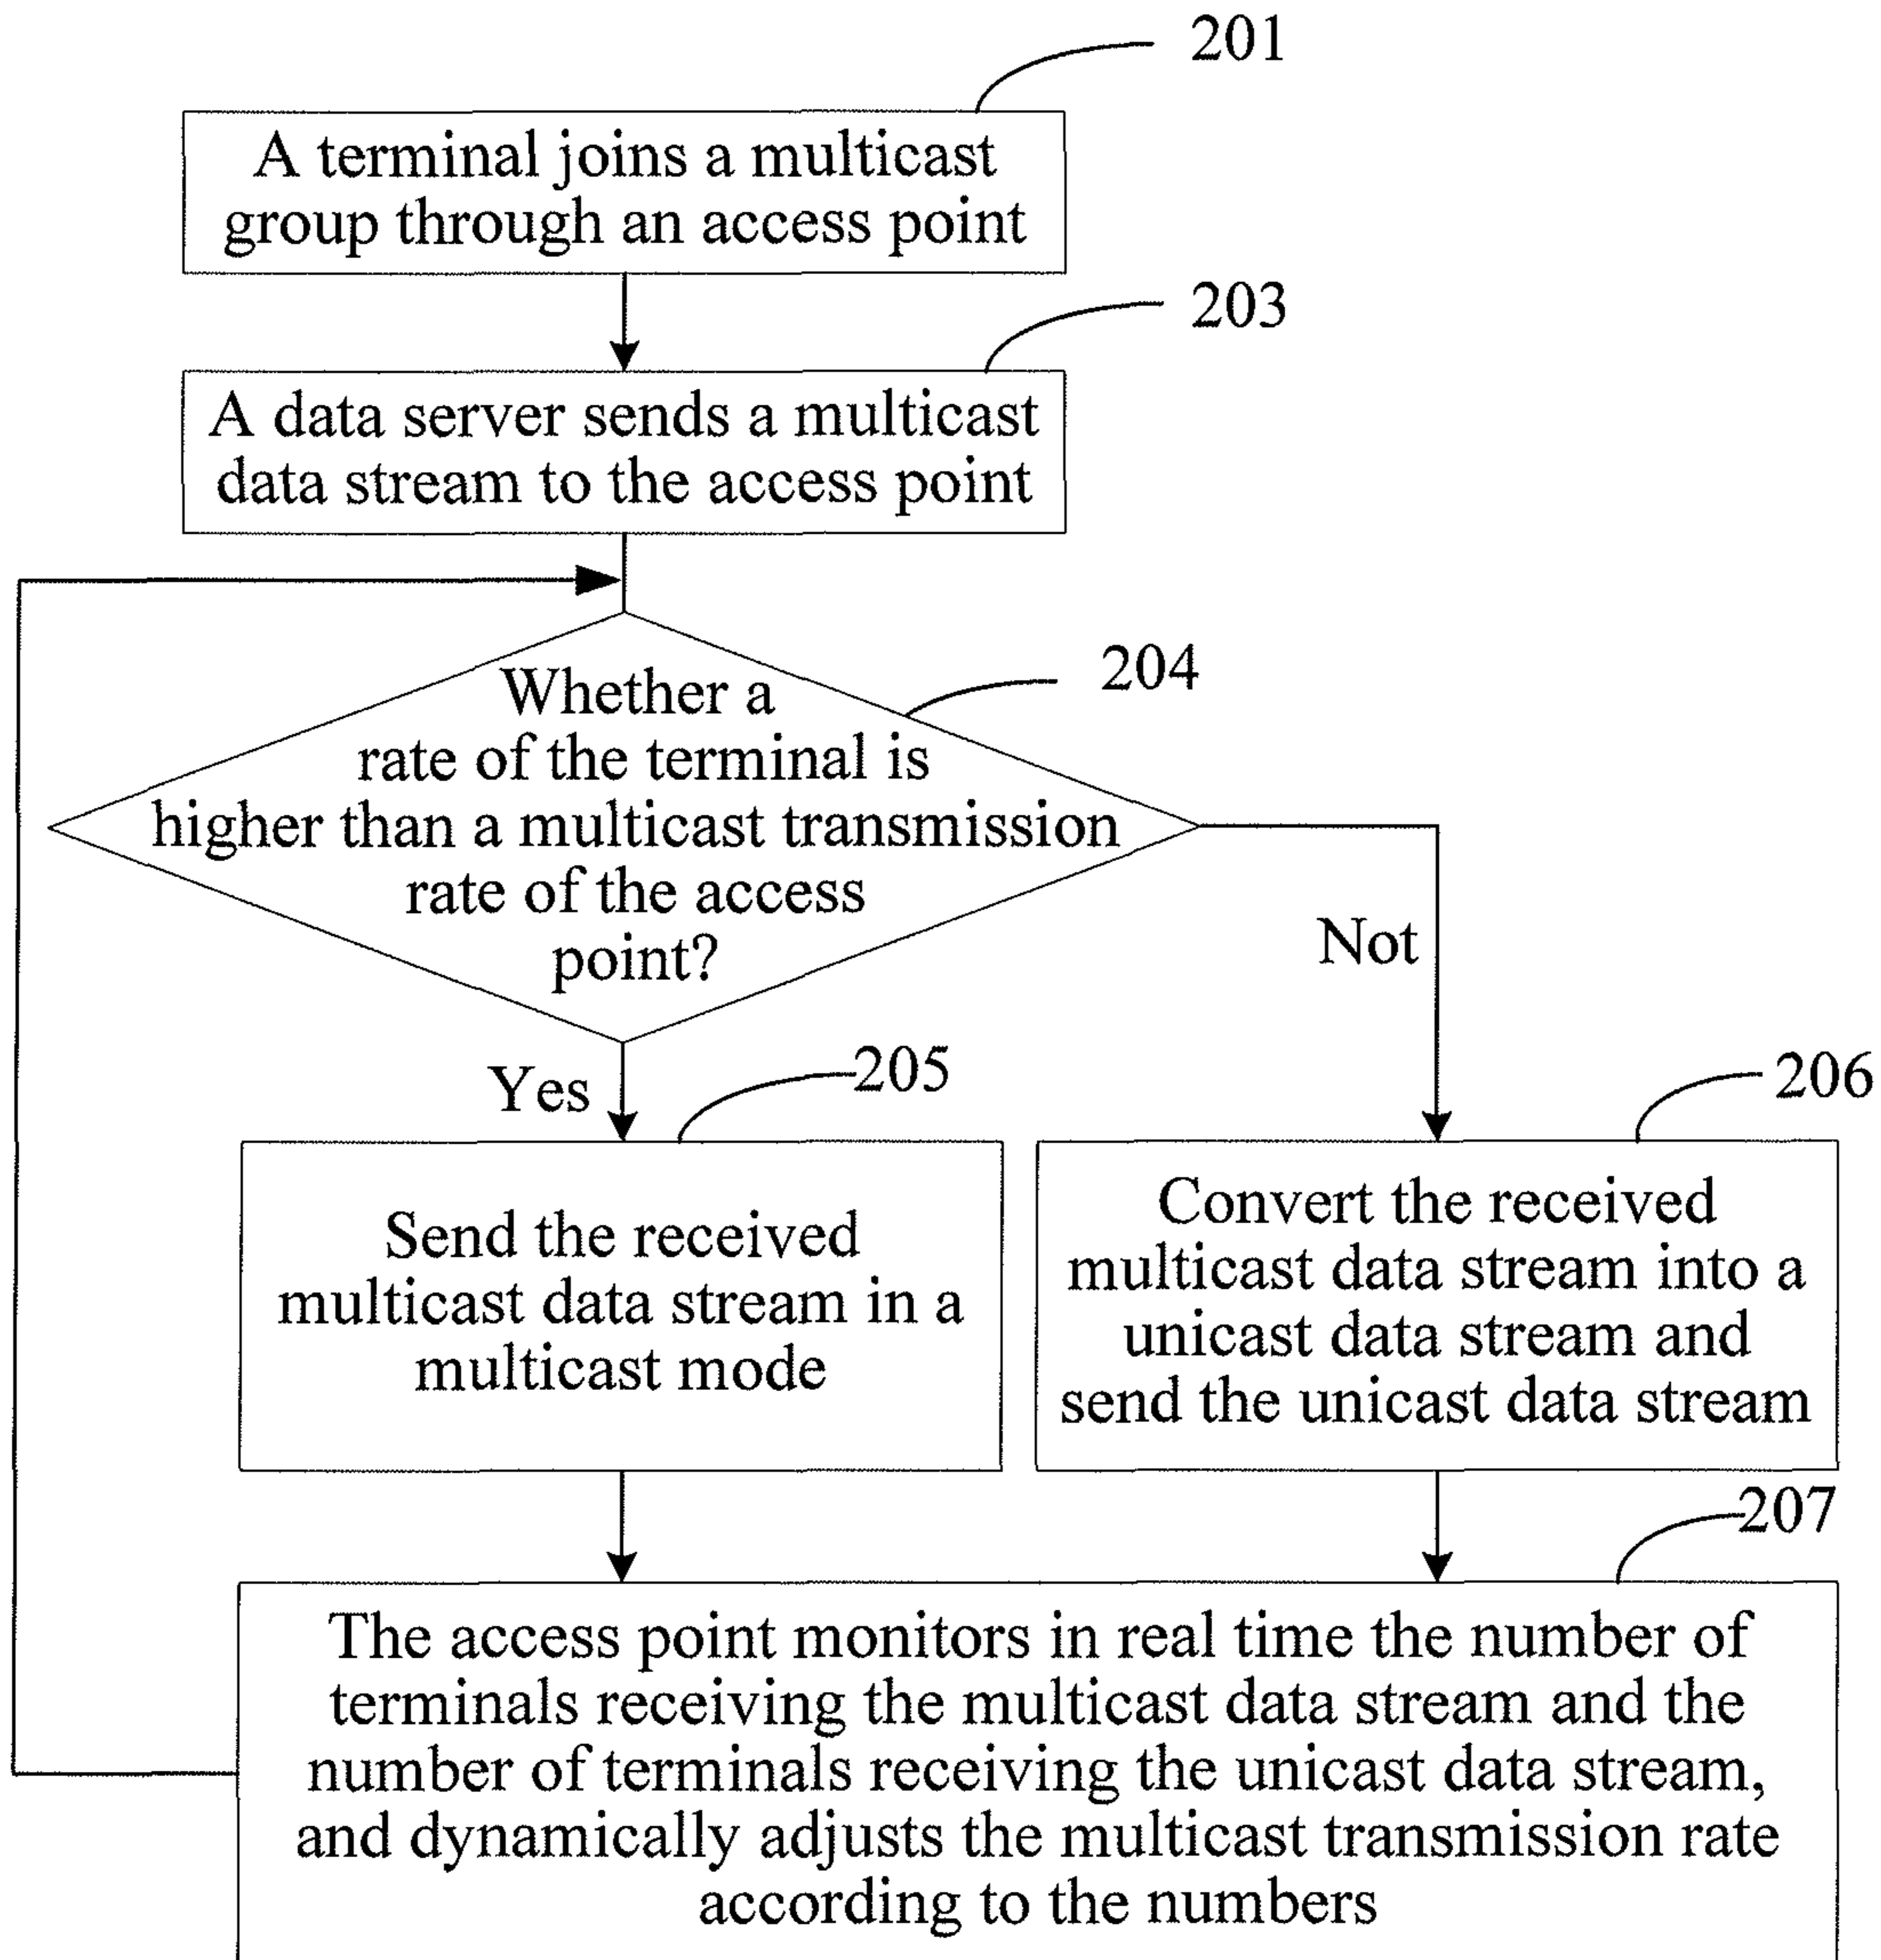 201
A terminal joins a multicast
group through an access point
203
A data server sends a multicast
data stream to the access point
204
Whether a
rate of the terminal is
higher than a multicast transmission
rate of the access
point?
Not
Yes
205
206
Send the received
multicast data stream in a
multicast mode
Convert the received
multicast data stream into a
unicast data stream and
send the unicast data stream
207
The access point monitors in real time the number of
terminals receiving the multicast data stream and the
number of terminals receiving the unicast data stream,
and dynamically adjusts the multicast transmission rate
according to the numbers